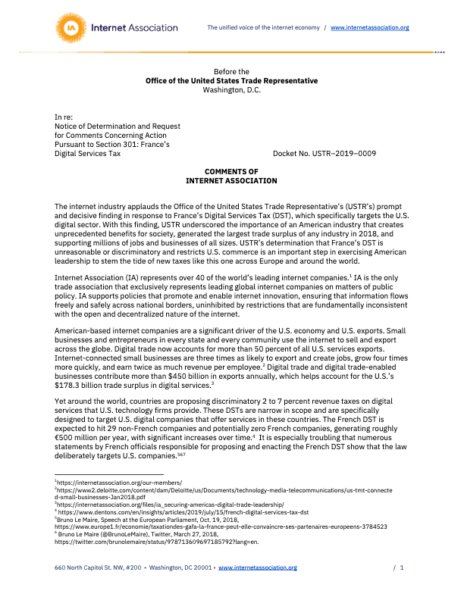 IA Internet Association
The unified voice of the internet economy / www.internetassociation.org
Before the
Office of the United States Trade Representative
Washington, D.C.
In re:
Notice of Determination and Request
for Comments Concerning Action
Pursuant to Section 301: France's
Digital Services Tax
Docket No. USTR–2019–0009
COMMENTS OF
INTERNET ASSOCIATION
The internet industry applauds the Office of the United States Trade Representative's (USTR's) prompt
and decisive finding in response to France's Digital Services Tax (DST), which specifically targets the U.S.
digital sector. With this finding, USTR underscored the importance of an American industry that creates
unprecedented benefits for society, generated the largest trade surplus of any industry in 2018, and
supporting millions of jobs and businesses of all sizes. USTR's determination that France's DST is
unreasonable or discriminatory and restricts U.S. commerce is an important step in exercising American
leadership to stem the tide of new taxes like this one across Europe and around the world.
Internet Association (IA) represents over 40 of the world's leading internet companies.1 IA is the only
trade association that exclusively represents leading global internet companies on matters of public
policy. IA supports policies that promote and enable internet innovation, ensuring that information flows
freely and safely across national borders, uninhibited by restrictions that are fundamentally inconsistent
with the open and decentralized nature of the internet.
American-based internet companies are a significant driver of the U.S. economy and U.S. exports. Small
businesses and entrepreneurs in every state and every community use the internet to sell and export
across the globe. Digital trade now accounts for more than 50 percent of all U.S. services exports.
Internet-connected small businesses are three times as likely to export and create jobs, grow four times
more quickly, and earn twice as much revenue per employee.2 Digital trade and digital trade-enabled
businesses contribute more than $450 billion in exports annually, which helps account for the U.S.'s
$178.3 billion trade surplus in digital services.3
Yet around the world, countries are proposing discriminatory 2 to 7 percent revenue taxes on digital
services that U.S. technology firms provide. These DSTs are narrow in scope and are specifically
designed to target U.S. digital companies that offer services in these countries. The French DST is
expected to hit 29 non-French companies and potentially zero French companies, generating roughly
€500 million per year, with significant increases over time.4 It is especially troubling that numerous
statements by French officials responsible for proposing and enacting the French DST show that the law
deliberately targets U.S. companies.567
1https://internetassociation.org/our-members/
2https://www2.deloitte.com/content/dam/Deloitte/us/Documents/technology-media-telecommunications/us-tmt-connecte
d-small-businesses-Jan2018.pdf
3https://internetassociation.org/files/ia_securing-americas-digital-trade-leadership/
4 https://www.dentons.com/en/insights/articles/2019/july/15/french-digital-services-tax-dst
5Bruno Le Maire, Speech at the European Parliament, Oct. 19, 2018,
https://www.europe1.fr/economie/taxationdes-gafa-la-france-peut-elle-convaincre-ses-partenaires-europeens-3784523
6 Bruno Le Maire (@BrunoLeMaire), Twitter, March 27, 2018,
https://twitter.com/brunolemaire/status/978713609697185792?lang=en.
660 North Capitol St. NW, #200 • Washington, DC 20001 • www.internetassociation.org
/ 1